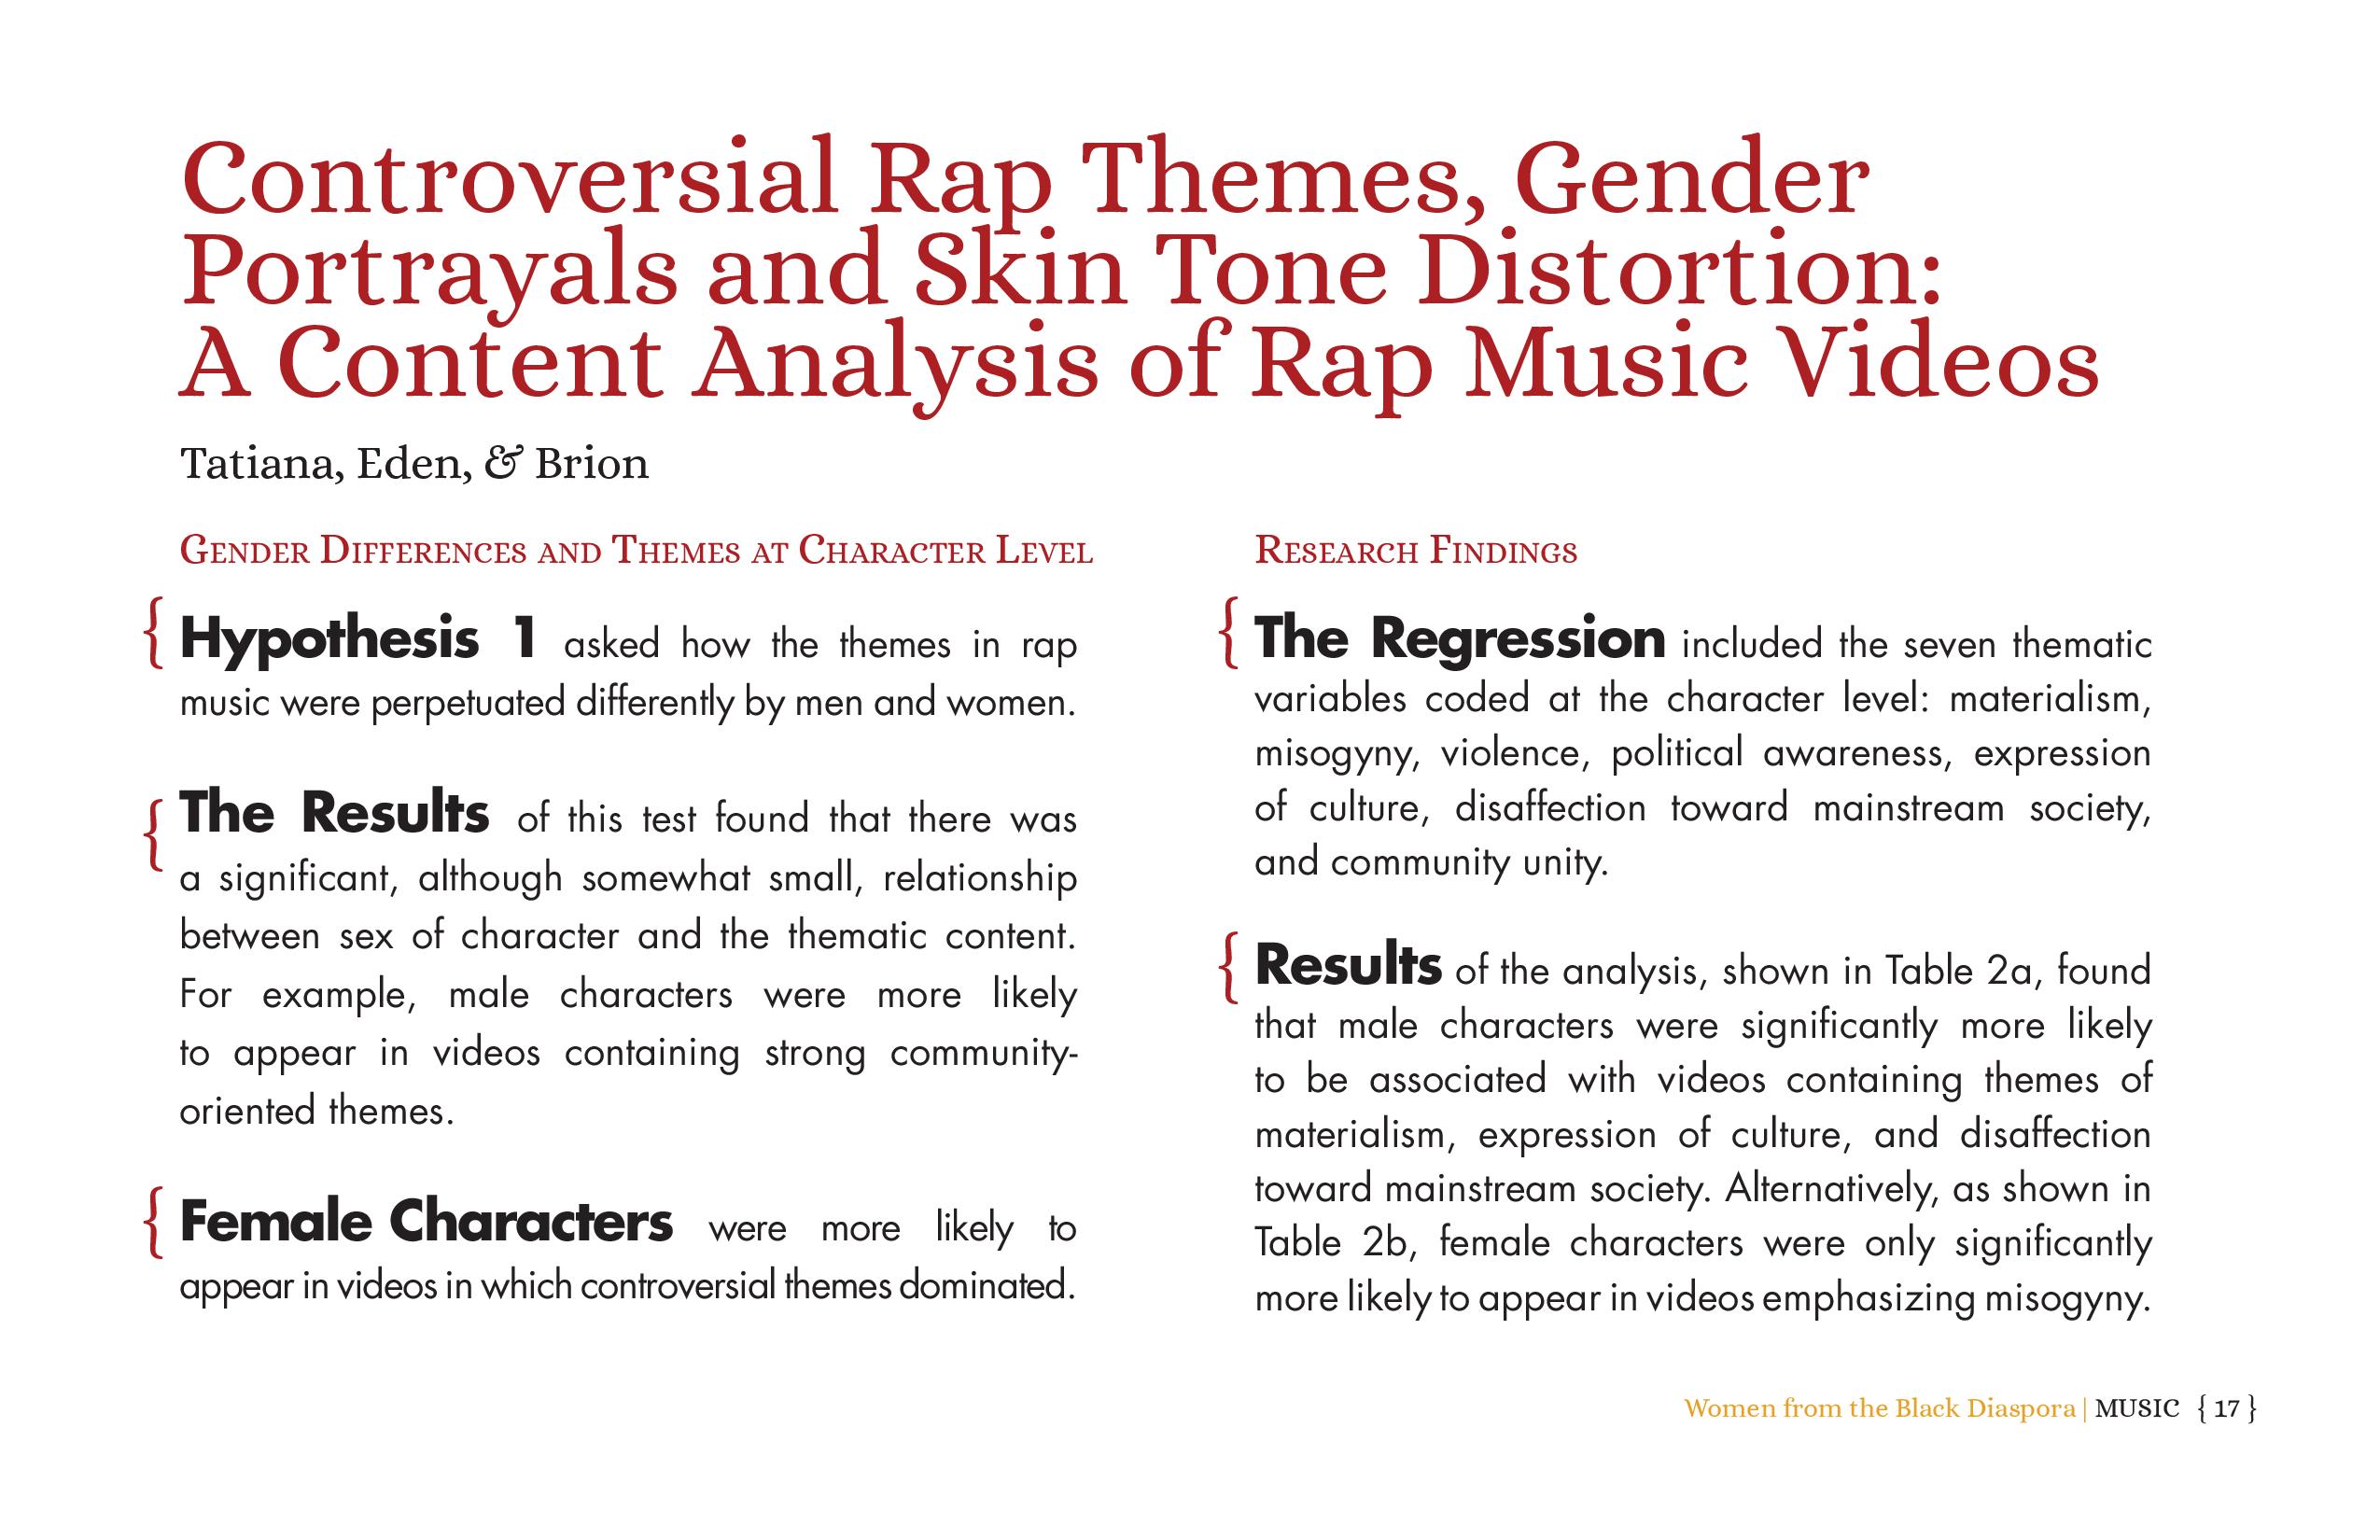 Controversial Rap Themes, Gender
Portrayals and Skin Tone Distortion:
A Content Analysis of Rap Music Videos
Tatiana, Eden, & Brion
Gender Differences and Themes at Character Level
{ Hypothesis 1 asked how the themes in rap
music were perpetuated differently by men and women.
{ The Results of this test found that there was
a significant, although somewhat small, relationship
between sex of character and the thematic content.
For example, male characters were more likely
to appear in videos containing strong community-
oriented themes.
{ Female Characters were more likely to
appear in videos in which controversial themes dominated.
Research Findings
{ The Regression included the seven thematic
variables coded at the character level: materialism,
misogyny, violence, political awareness, expression
of culture, disaffection toward mainstream society,
and community unity.
{ Results of the analysis, shown in Table 2a, found
that male characters were significantly more likely
to be associated with videos containing themes of
materialism, expression of culture, and disaffection
toward mainstream society. Alternatively, as shown in
Table 2b, female characters were only significantly
more likely to appear in videos emphasizing misogyny.
Women from the Black Diaspora | MUSIC { 17 }